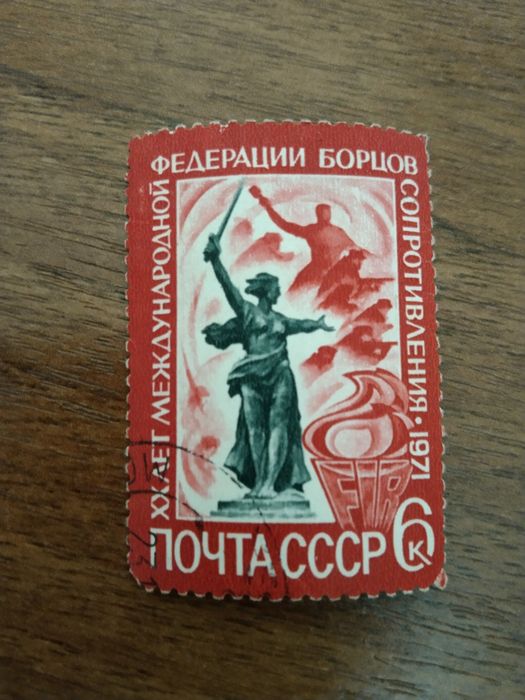 XX ЛЕТ МЕЖДУНАРОДНОЙ
ФЕДЕРАЦИИ БОРЦОВ
СОПРОТИВЛЕНИЯ · 1971
FIR
ПОЧТА СССР 6 К